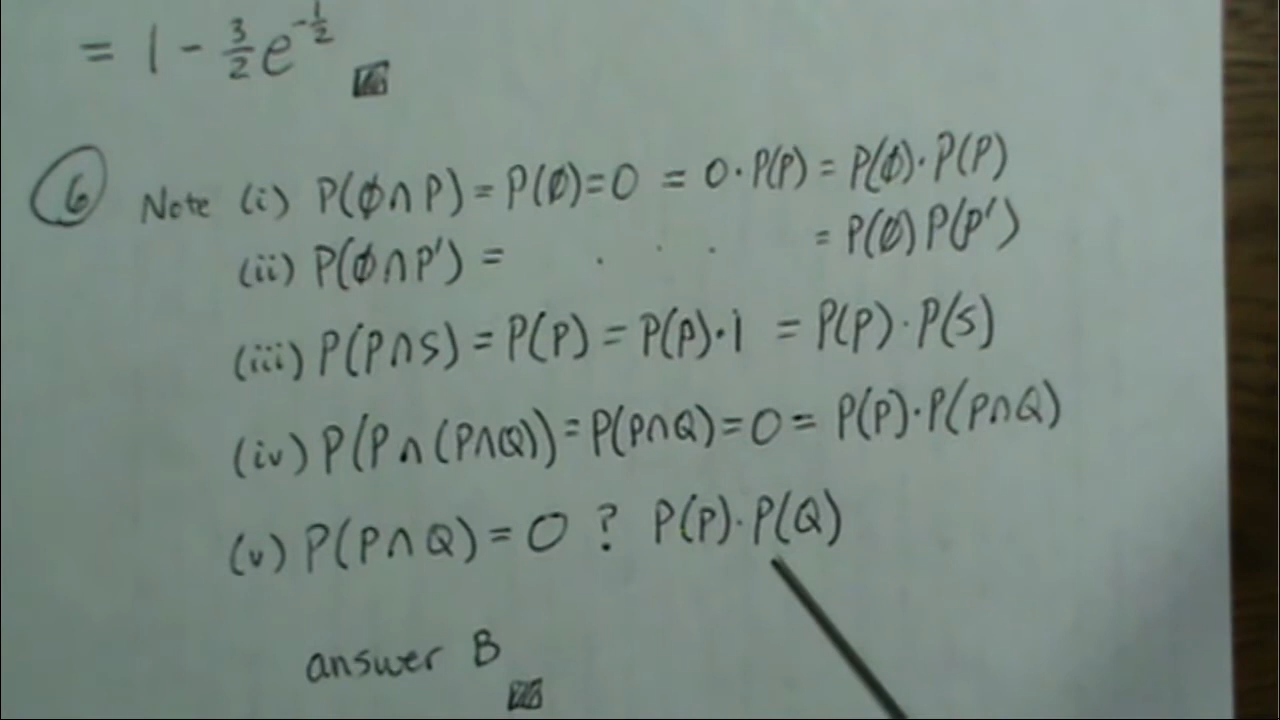 = 1 - 3/2 e^-1/2
6 Note (i) P(∅∩P) = P(∅) = 0 = 0·P(P) = P(∅)·P(P)
(ii) P(∅∩P') = . . . = P(∅)P(P')
(iii) P(P∩S) = P(P) = P(P)·1 = P(P)·P(S)
(iv) P(P∩(P∩Q)) = P(P∩Q) = 0 = P(P)·P(P∩Q)
(v) P(P∩Q) = 0 ? P(P)·P(Q)
answer B